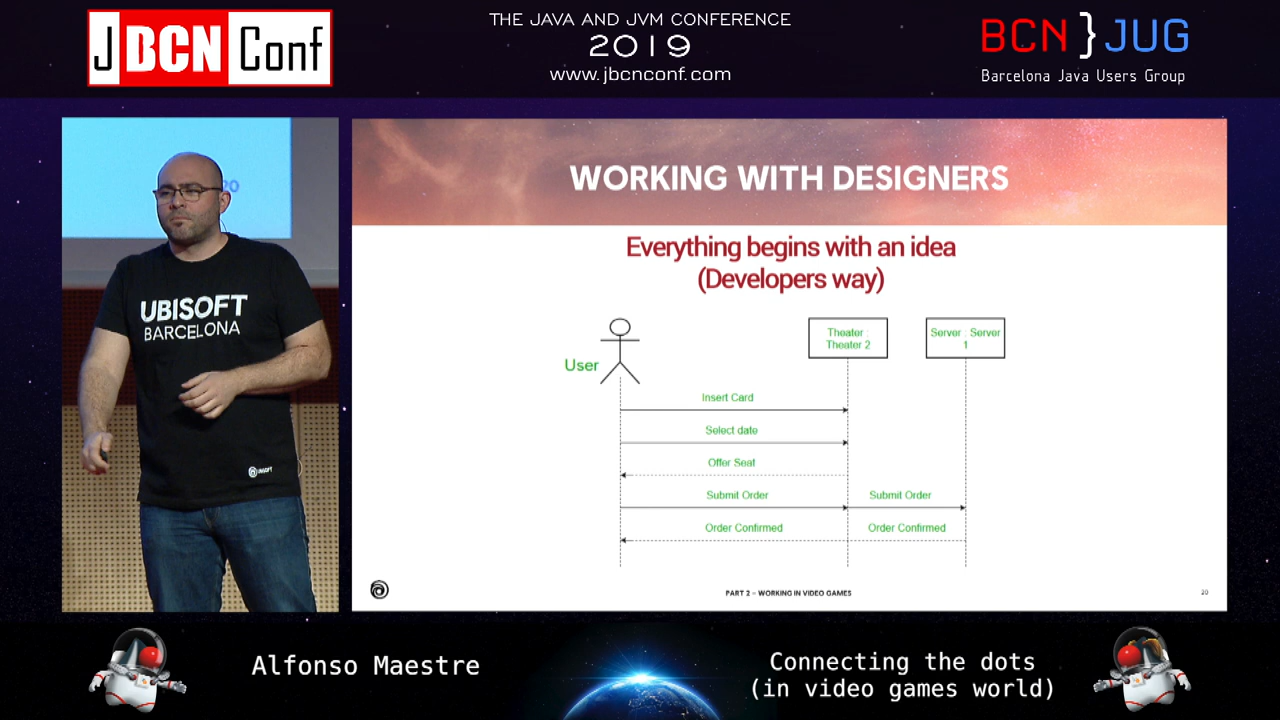 JBCNConf
THE JAVA AND JVM CONFERENCE
2019
www.jbcnconf.com
BCN}JUG
Barcelona Java Users Group
20
UBISOFT
BARCELONA
UBISOFT
WORKING WITH DESIGNERS
Everything begins with an idea
(Developers way)
User
Theater :
Theater 2
Server : Server
1
Insert Card
Select date
Offer Seat
Submit Order
Submit Order
Order Confirmed
Order Confirmed
PART 2 – WORKING IN VIDEO GAMES
20
Alfonso Maestre
Connecting the dots
(in video games world)